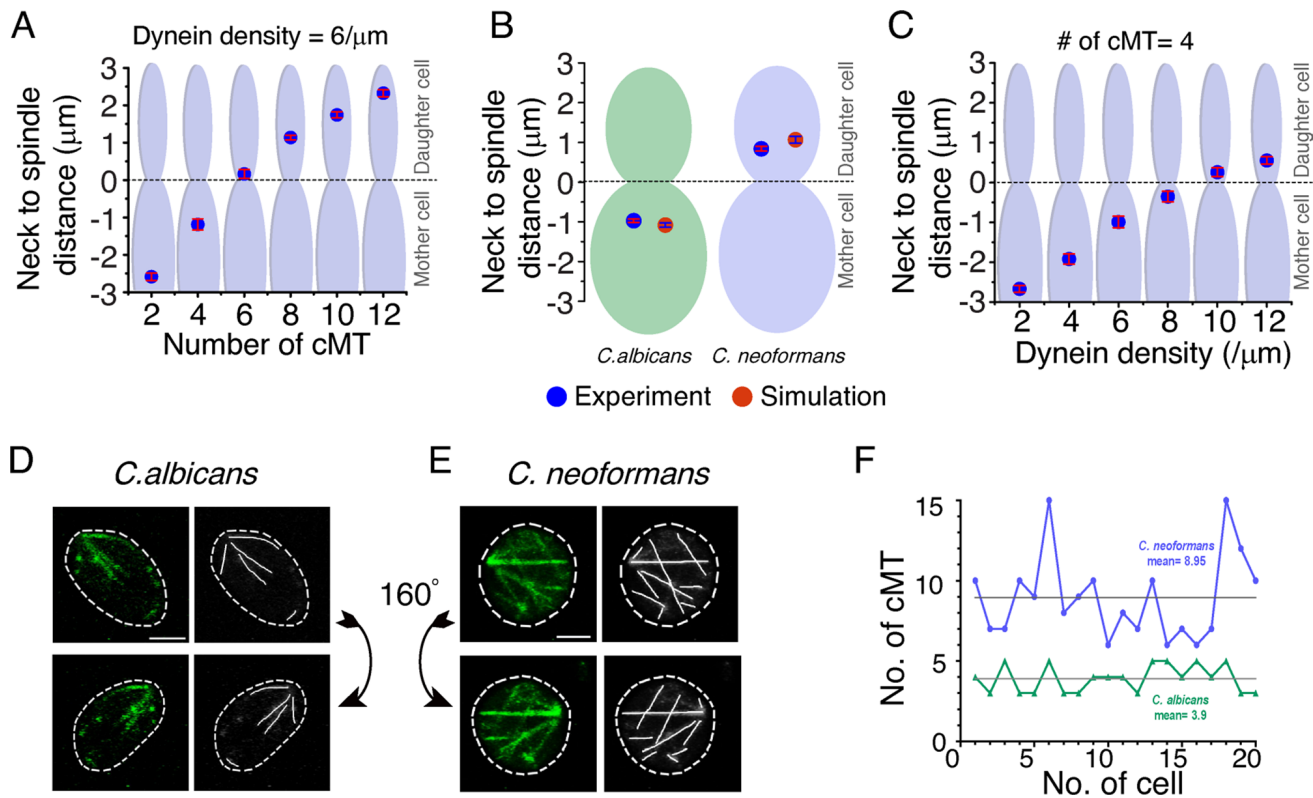 A
Dynein density = 6/μm
Neck to spindle
distance (μm)
3
2
1
0
-1
-2
-3
2 4 6 8 10 12
Number of cMT
Daughter cell
Mother cell
B
Neck to spindle
distance (μm)
3
2
1
0
-1
-2
-3
C.albicans
C. neoformans
Daughter cell
Mother cell
Experiment
Simulation
C
# of cMT= 4
Neck to spindle
distance (μm)
3
2
1
0
-1
-2
-3
2 4 6 8 10 12
Dynein density (/μm)
Daughter cell
Mother cell
D
C.albicans
160°
E
C. neoformans
F
No. of cMT
15
10
5
0
C. neoformans
mean= 8.95
C. albicans
mean= 3.9
5 10 15 20
No. of cell